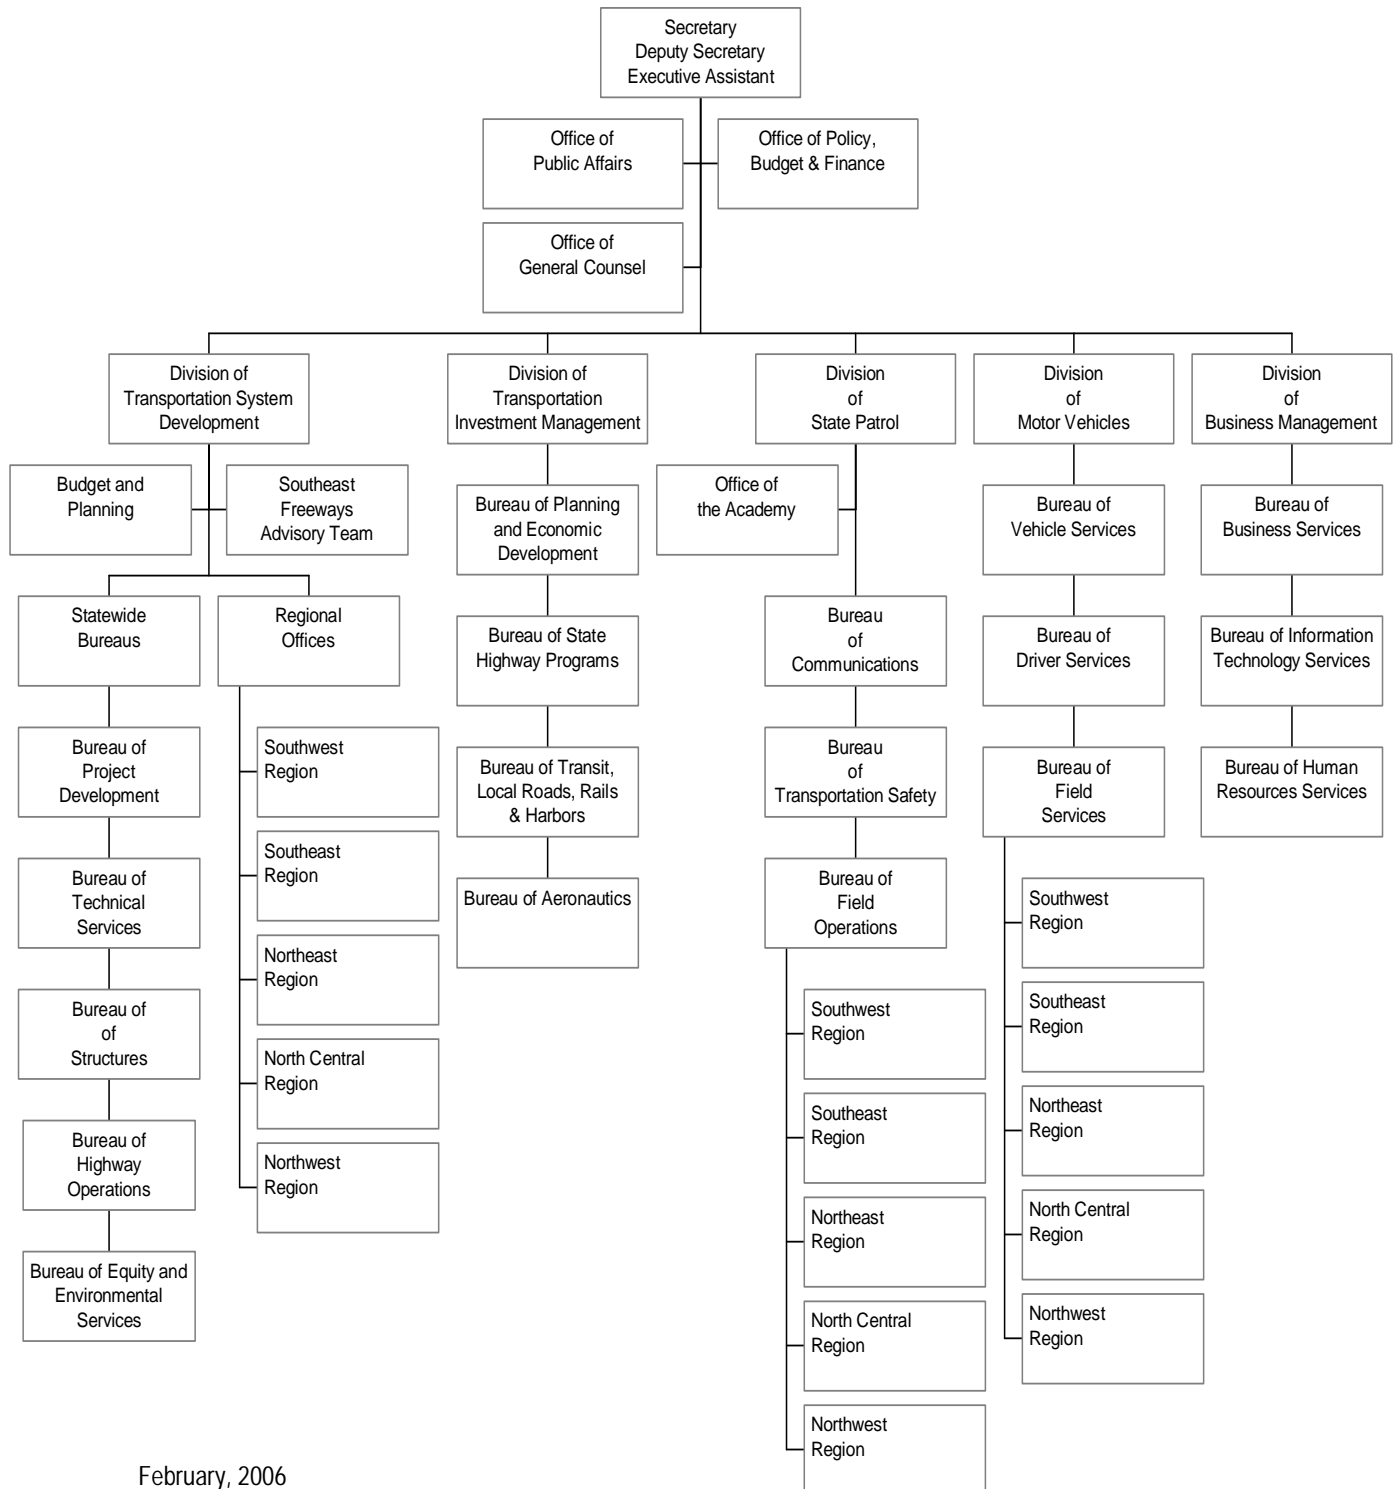 Secretary
Deputy Secretary
Executive Assistant
Office of
Public Affairs
Office of Policy,
Budget & Finance
Office of
General Counsel
Division of
Transportation System
Development
Division of
Transportation
Investment Management
Division
of
State Patrol
Division
of
Motor Vehicles
Division
of
Business Management
Budget and
Planning
Southeast
Freeways
Advisory Team
Statewide
Bureaus
Bureau of
Project
Development
Bureau of
Technical
Services
Bureau of
of
Structures
Bureau of
Highway
Operations
Bureau of Equity and
Environmental
Services
Regional
Offices
Southwest
Region
Southeast
Region
Northeast
Region
North Central
Region
Northwest
Region
Bureau of Planning
and Economic
Development
Bureau of State
Highway Programs
Bureau of Transit,
Local Roads, Rails
& Harbors
Bureau of Aeronautics
Office of
the Academy
Bureau
of
Communications
Bureau
of
Transportation Safety
Bureau of
Field
Operations
Southwest
Region
Southeast
Region
Northeast
Region
North Central
Region
Northwest
Region
Bureau of
Vehicle Services
Bureau of
Driver Services
Bureau of
Field
Services
Southwest
Region
Southeast
Region
Northeast
Region
North Central
Region
Northwest
Region
Bureau of
Business Services
Bureau of Information
Technology Services
Bureau of Human
Resources Services
February, 2006